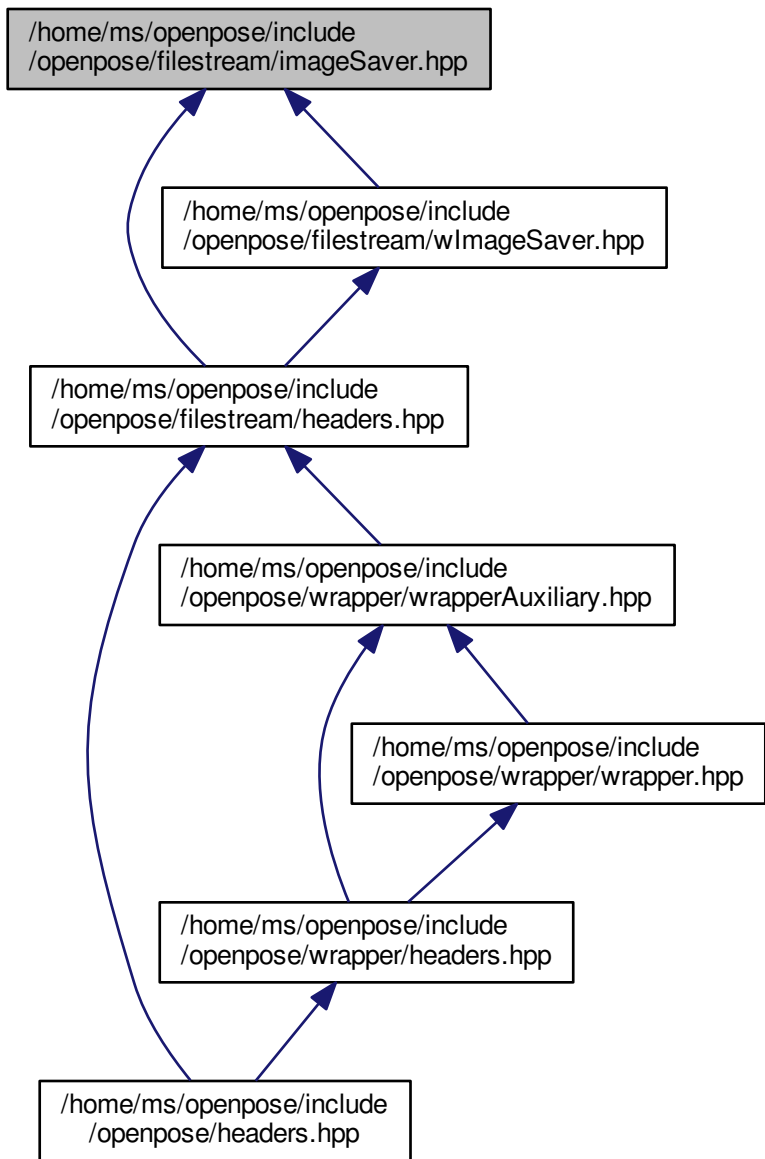 /home/ms/openpose/include
/openpose/filestream/imageSaver.hpp
/home/ms/openpose/include
/openpose/filestream/wImageSaver.hpp
/home/ms/openpose/include
/openpose/filestream/headers.hpp
/home/ms/openpose/include
/openpose/wrapper/wrapperAuxiliary.hpp
/home/ms/openpose/include
/openpose/wrapper/wrapper.hpp
/home/ms/openpose/include
/openpose/wrapper/headers.hpp
/home/ms/openpose/include
/openpose/headers.hpp